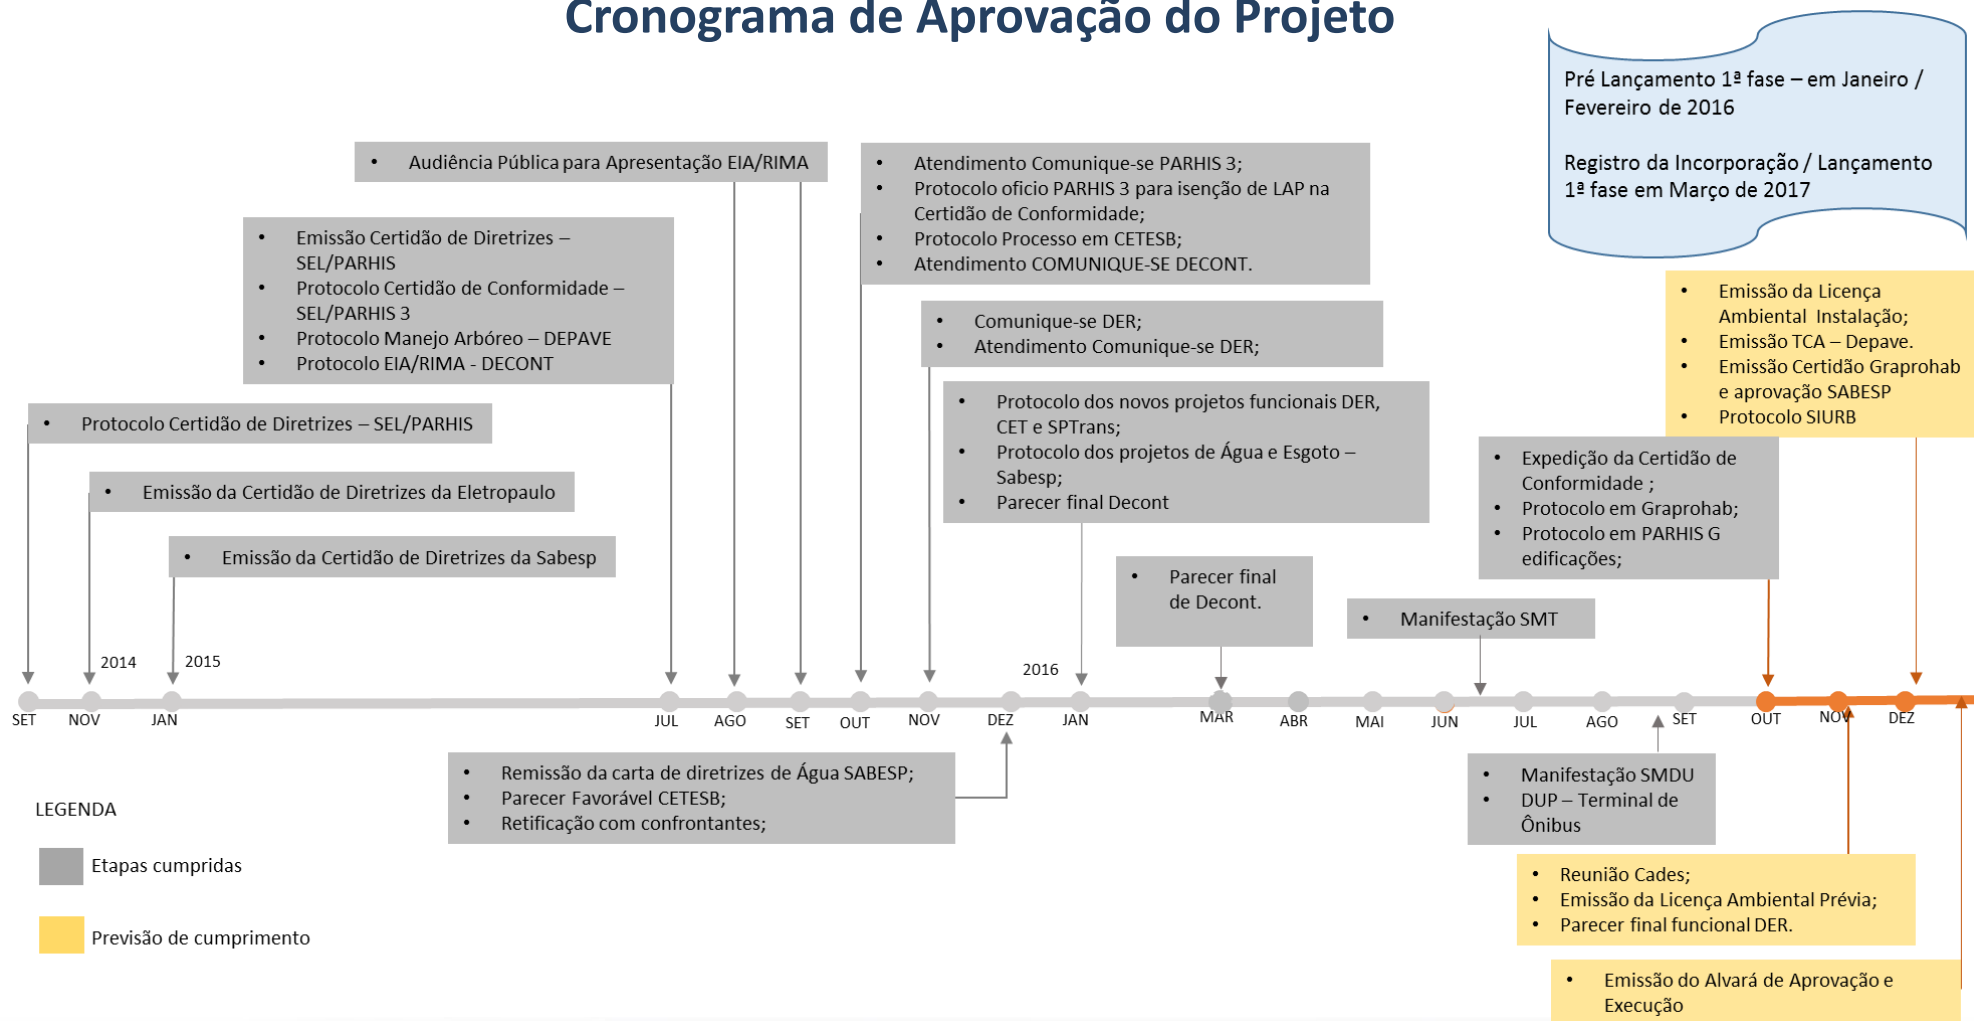 Cronograma de Aprovação do Projeto
Pré Lançamento 1ª fase – em Janeiro /
Fevereiro de 2016
Registro da Incorporação / Lançamento
1ª fase em Março de 2017
• Audiência Pública para Apresentação EIA/RIMA
• Atendimento Comunique-se PARHIS 3;
• Protocolo oficio PARHIS 3 para isenção de LAP na
Certidão de Conformidade;
• Protocolo Processo em CETESB;
• Atendimento COMUNIQUE-SE DECONT.
• Emissão Certidão de Diretrizes –
SEL/PARHIS
• Protocolo Certidão de Conformidade –
SEL/PARHIS 3
• Protocolo Manejo Arbóreo – DEPAVE
• Protocolo EIA/RIMA - DECONT
• Comunique-se DER;
• Atendimento Comunique-se DER;
• Emissão da Licença
Ambiental Instalação;
• Emissão TCA – Depave.
• Emissão Certidão Graprohab
e aprovação SABESP
• Protocolo SIURB
• Protocolo Certidão de Diretrizes – SEL/PARHIS
• Protocolo dos novos projetos funcionais DER,
CET e SPTrans;
• Protocolo dos projetos de Água e Esgoto –
Sabesp;
• Parecer final Decont
• Expedição da Certidão de
Conformidade ;
• Protocolo em Graprohab;
• Protocolo em PARHIS G
edificações;
• Emissão da Certidão de Diretrizes da Eletropaulo
• Emissão da Certidão de Diretrizes da Sabesp
• Parecer final
de Decont.
• Manifestação SMT
2014
2015
2016
SET
NOV
JAN
JUL
AGO
SET
OUT
NOV
DEZ
JAN
MAR
ABR
MAI
JUN
JUL
AGO
SET
OUT
NOV
DEZ
• Remissão da carta de diretrizes de Água SABESP;
• Parecer Favorável CETESB;
• Retificação com confrontantes;
• Manifestação SMDU
• DUP – Terminal de
Ônibus
LEGENDA
Etapas cumpridas
Previsão de cumprimento
• Reunião Cades;
• Emissão da Licença Ambiental Prévia;
• Parecer final funcional DER.
• Emissão do Alvará de Aprovação e
Execução